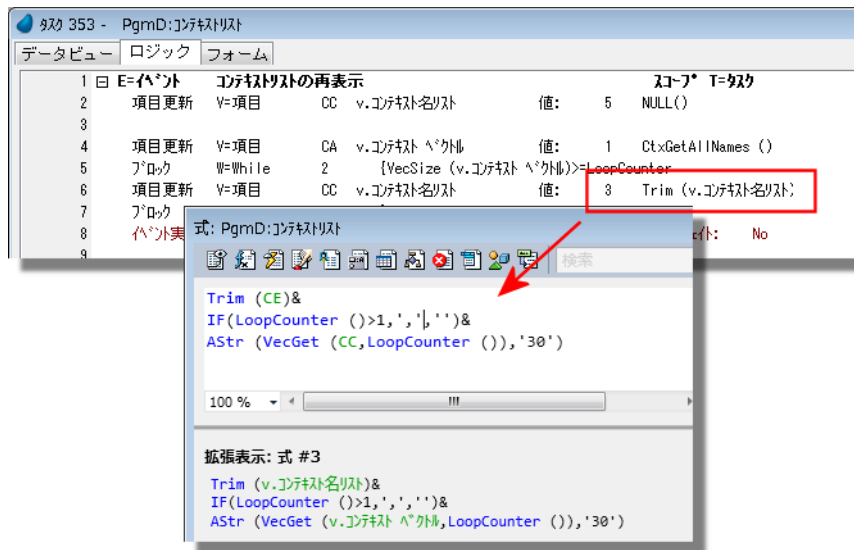 ﾀｽｸ 353 - PgmD:ｺﾝﾃｷｽﾄﾘｽﾄ
データビュー ロジック フォーム
1 E=ｲﾍﾞﾝﾄ ｺﾝﾃｷｽﾄﾘｽﾄの再表示 ｽｺｰﾌﾟ T=ﾀｽｸ
2 項目更新 V=項目 CC v.ｺﾝﾃｷｽﾄ名ﾘｽﾄ 値: 5 NULL()
3
4 項目更新 V=項目 CA v.ｺﾝﾃｷｽﾄ ﾍﾞｸﾄﾙ 値: 1 CtxGetAllNames ()
5 ﾌﾞﾛｯｸ W=While 2 {VecSize (v.ｺﾝﾃｷｽﾄ ﾍﾞｸﾄﾙ)>=LoopCounter
6 項目更新 V=項目 CC v.ｺﾝﾃｷｽﾄ名ﾘｽﾄ 値: 3 Trim (v.ｺﾝﾃｷｽﾄ名ﾘｽﾄ)
7 ﾌﾞﾛｯｸ
8 ｲﾍﾞﾝﾄ実 ｲﾄ: No
9
式: PgmD:ｺﾝﾃｷｽﾄﾘｽﾄ
検索
Trim (CE)&
IF(LoopCounter ()>1,',','')&
AStr (VecGet (CC,LoopCounter ()),'30')
100 %
拡張表示: 式 #3
Trim (v.ｺﾝﾃｷｽﾄ名ﾘｽﾄ)&
IF(LoopCounter ()>1,',','')&
AStr (VecGet (v.ｺﾝﾃｷｽﾄ ﾍﾞｸﾄﾙ,LoopCounter ()),'30')